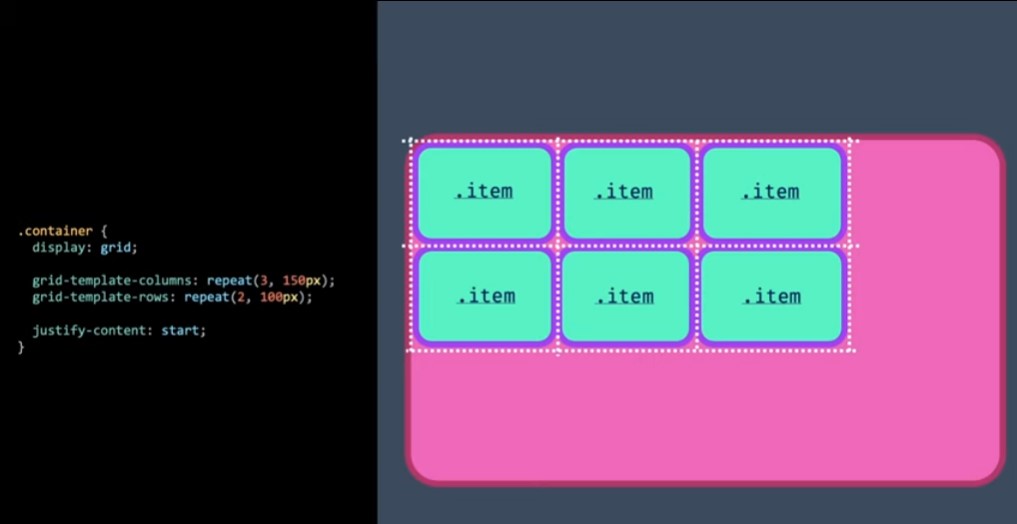 .container {
display: grid;
grid-template-columns: repeat(3, 150px);
grid-template-rows: repeat(2, 100px);
justify-content: start;
}
.item .item .item
.item .item .item